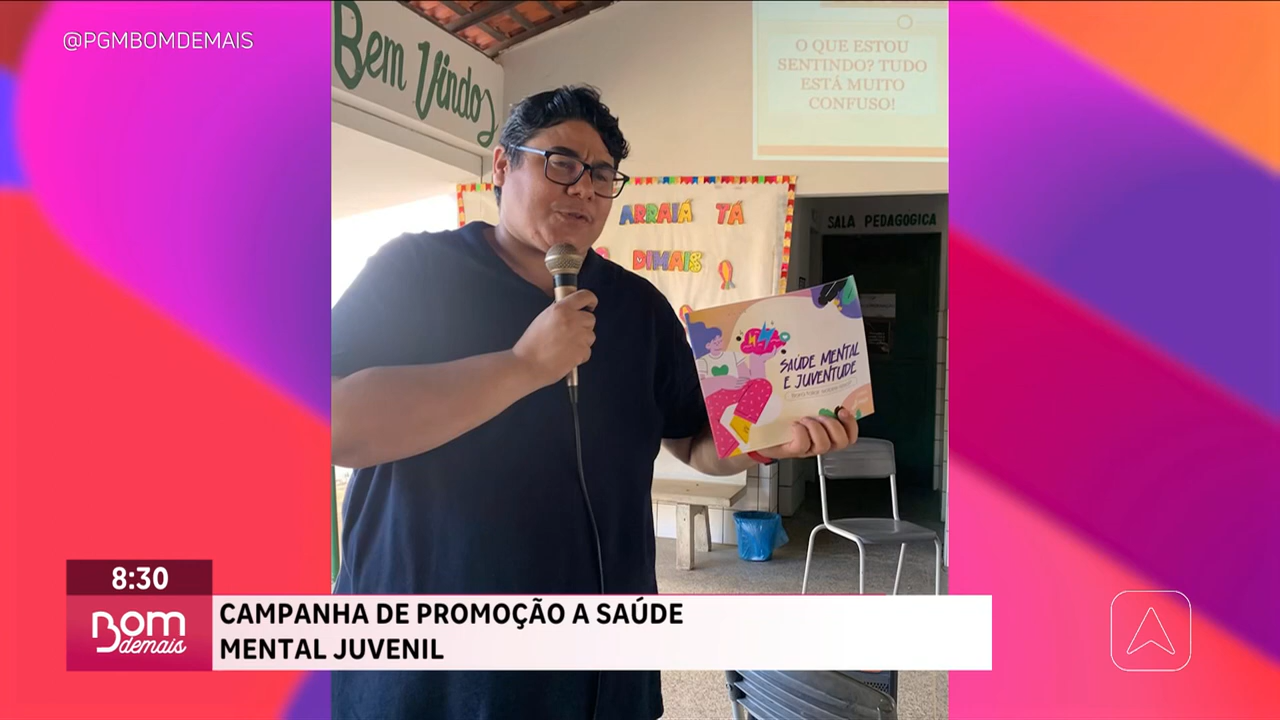 @PGMBOMDEMAIS
Bem Vindos
O QUE ESTOU
SENTINDO? TUDO
ESTÁ MUITO
CONFUSO!
ARRAIÁ TÁ
DIMAIS
SALA PEDAGOGICA
SAÚDE MENTAL
E JUVENTUDE
8:30
BOM
demais
CAMPANHA DE PROMOÇÃO A SAÚDE
MENTAL JUVENIL